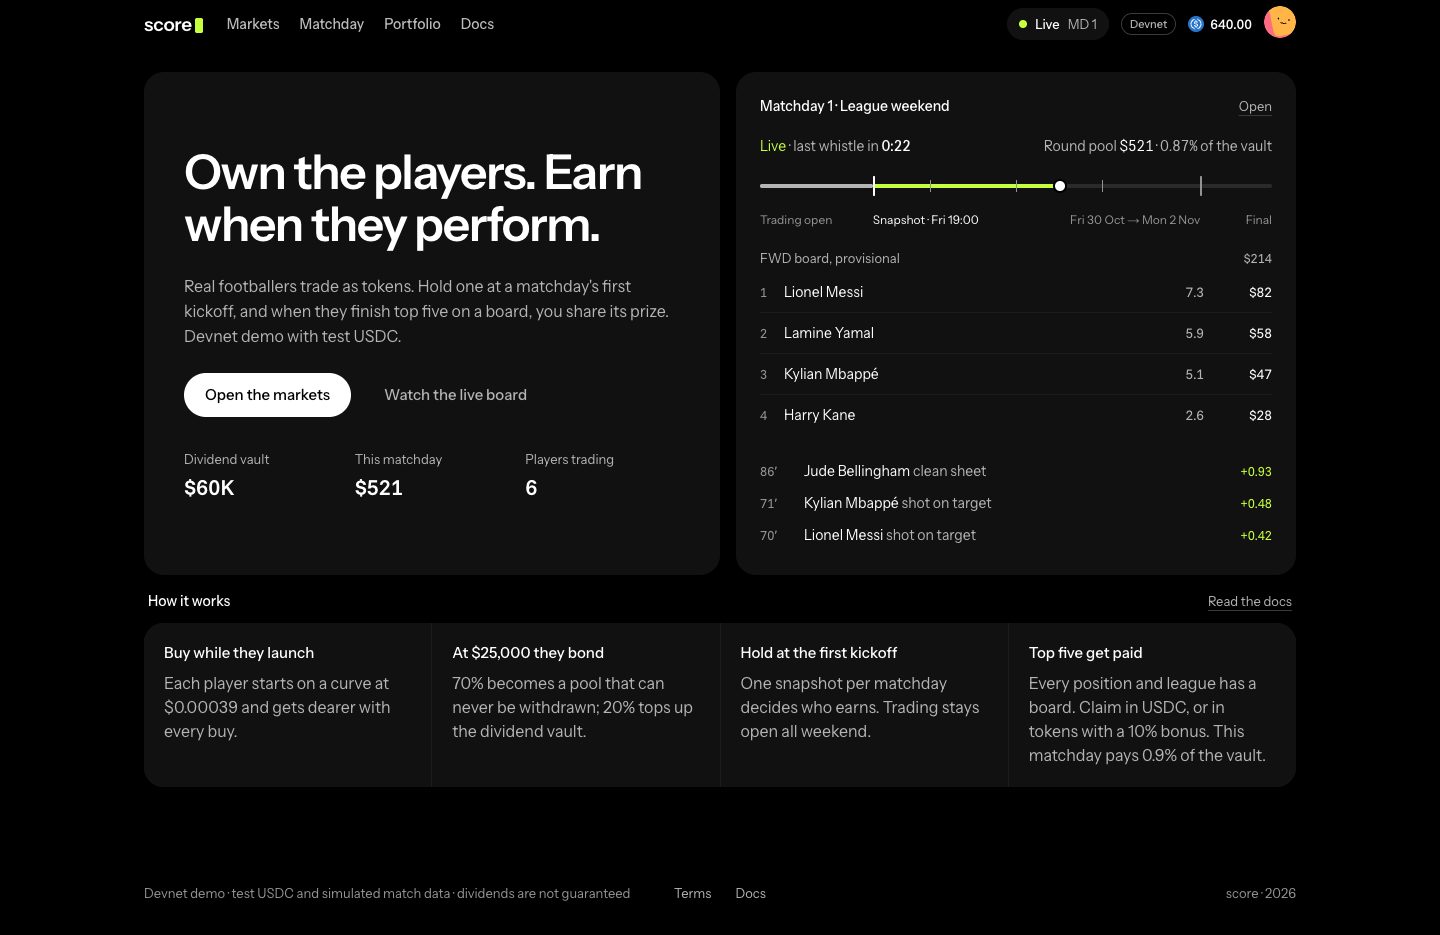 score Markets Matchday Portfolio Docs Live MD 1 Devnet 640.00
Own the players. Earn
when they perform.
Real footballers trade as tokens. Hold one at a matchday's first
kickoff, and when they finish top five on a board, you share its prize.
Devnet demo with test USDC.
Open the markets Watch the live board
Dividend vault This matchday Players trading
$60K $521 6
Matchday 1 · League weekend Open
Live · last whistle in 0:22 Round pool $521 · 0.87% of the vault
Trading open Snapshot · Fri 19:00 Fri 30 Oct → Mon 2 Nov Final
FWD board, provisional $214
1 Lionel Messi 7.3 $82
2 Lamine Yamal 5.9 $58
3 Kylian Mbappé 5.1 $47
4 Harry Kane 2.6 $28
86' Jude Bellingham clean sheet +0.93
71' Kylian Mbappé shot on target +0.48
70' Lionel Messi shot on target +0.42
How it works Read the docs
Buy while they launch
Each player starts on a curve at
$0.00039 and gets dearer with
every buy.
At $25,000 they bond
70% becomes a pool that can
never be withdrawn; 20% tops up
the dividend vault.
Hold at the first kickoff
One snapshot per matchday
decides who earns. Trading stays
open all weekend.
Top five get paid
Every position and league has a
board. Claim in USDC, or in
tokens with a 10% bonus. This
matchday pays 0.9% of the vault.
Devnet demo · test USDC and simulated match data · dividends are not guaranteed Terms Docs score · 2026